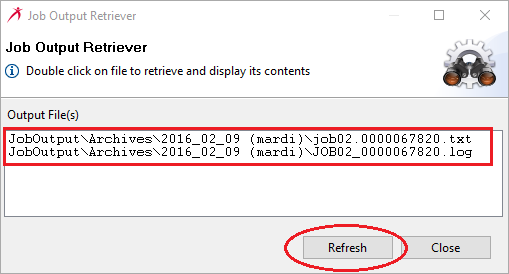 Job Output Retriever
Job Output Retriever
Double click on file to retrieve and display its contents
Output File(s)
JobOutput\Archives\2016_02_09 (mardi)\job02.0000067820.txt
JobOutput\Archives\2016_02_09 (mardi)\JOB02_0000067820.log
Refresh
Close